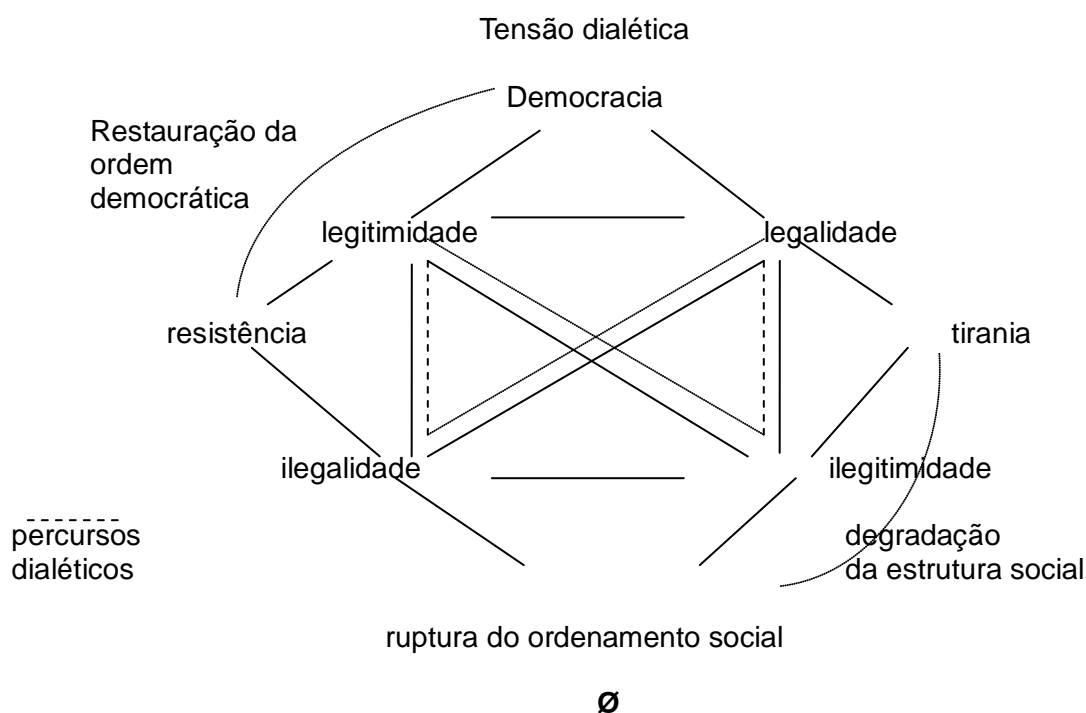 Tensão dialética
Democracia
Restauração da
ordem
democrática
legitimidade
legalidade
resistência
tirania
ilegalidade
ilegitimidade
percursos
dialéticos
degradação
da estrutura social
ruptura do ordenamento social
Ø